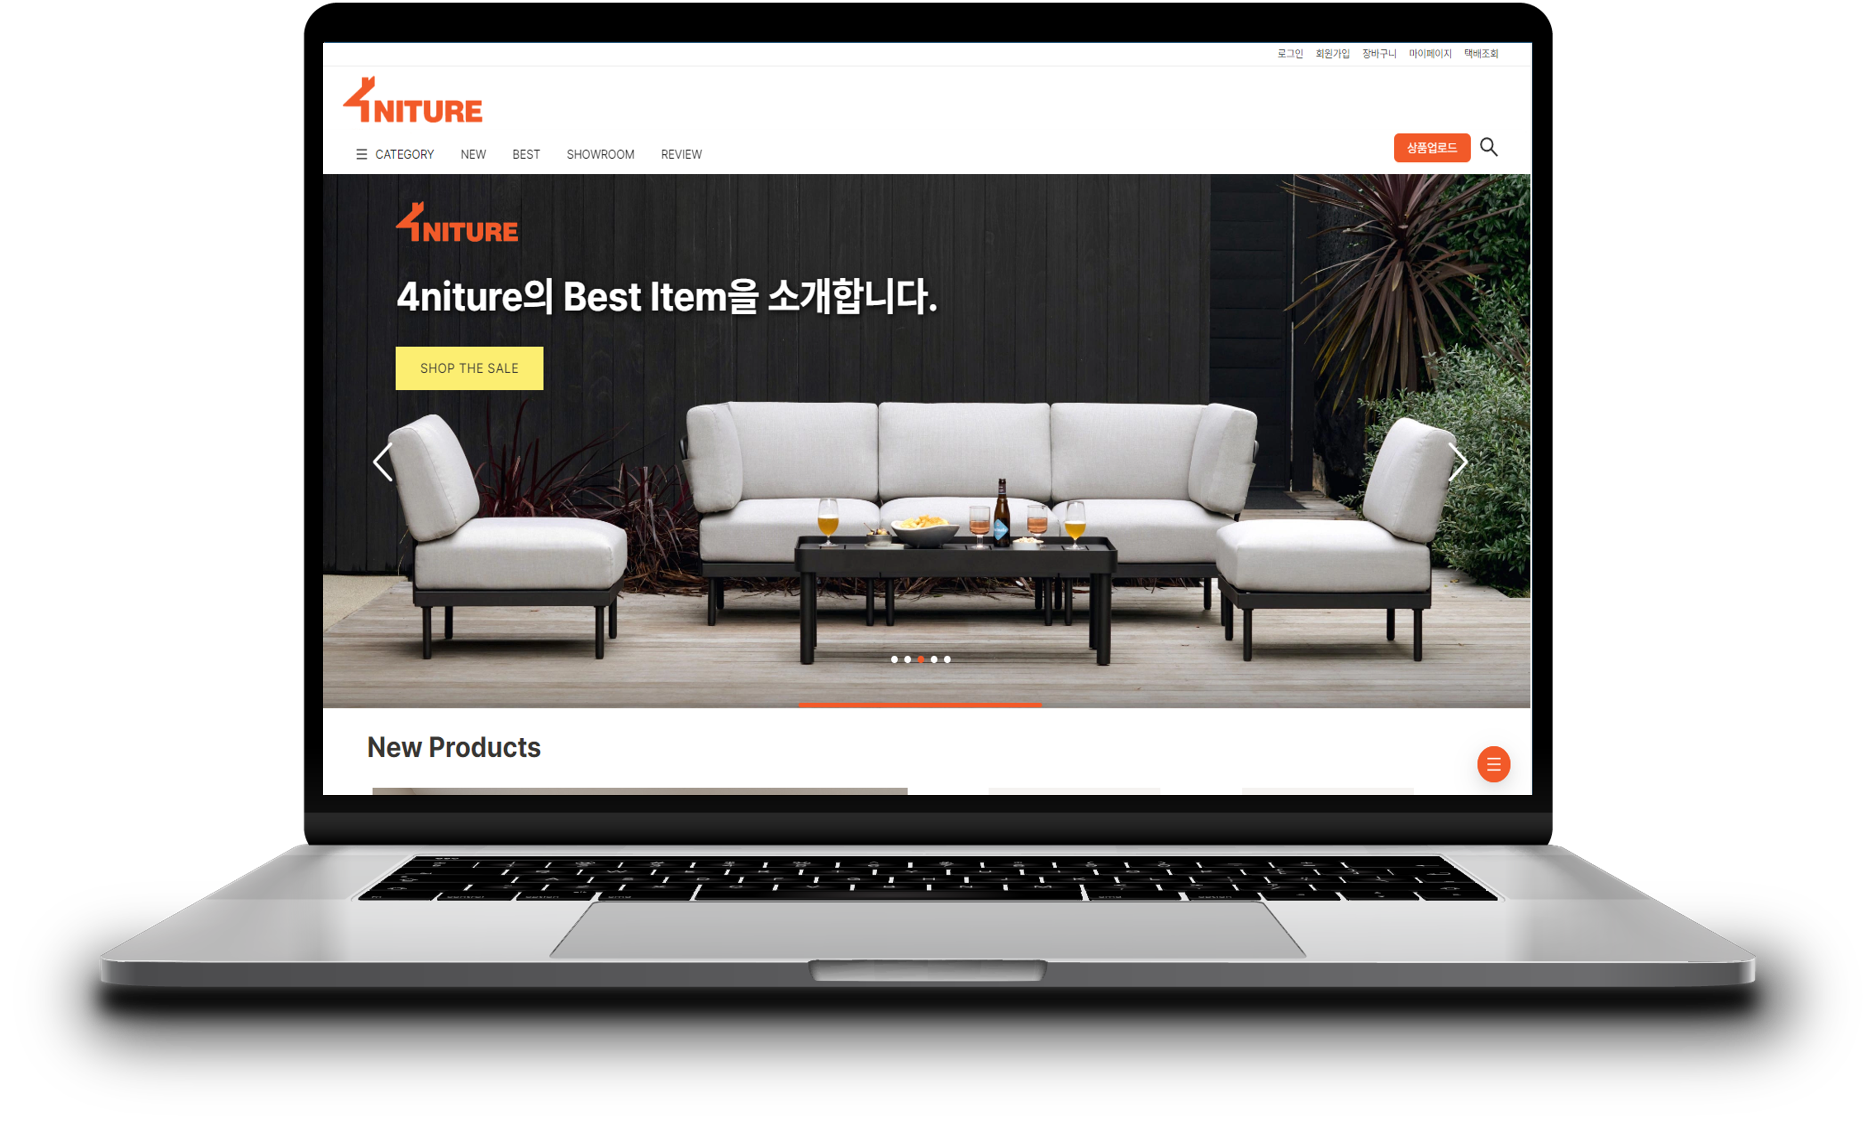 로그인 회원가입 장바구니 마이페이지 택배조회
4NITURE
CATEGORY NEW BEST SHOWROOM REVIEW
상품업로드
4NITURE
4niture의 Best Item을 소개합니다.
SHOP THE SALE
New Products